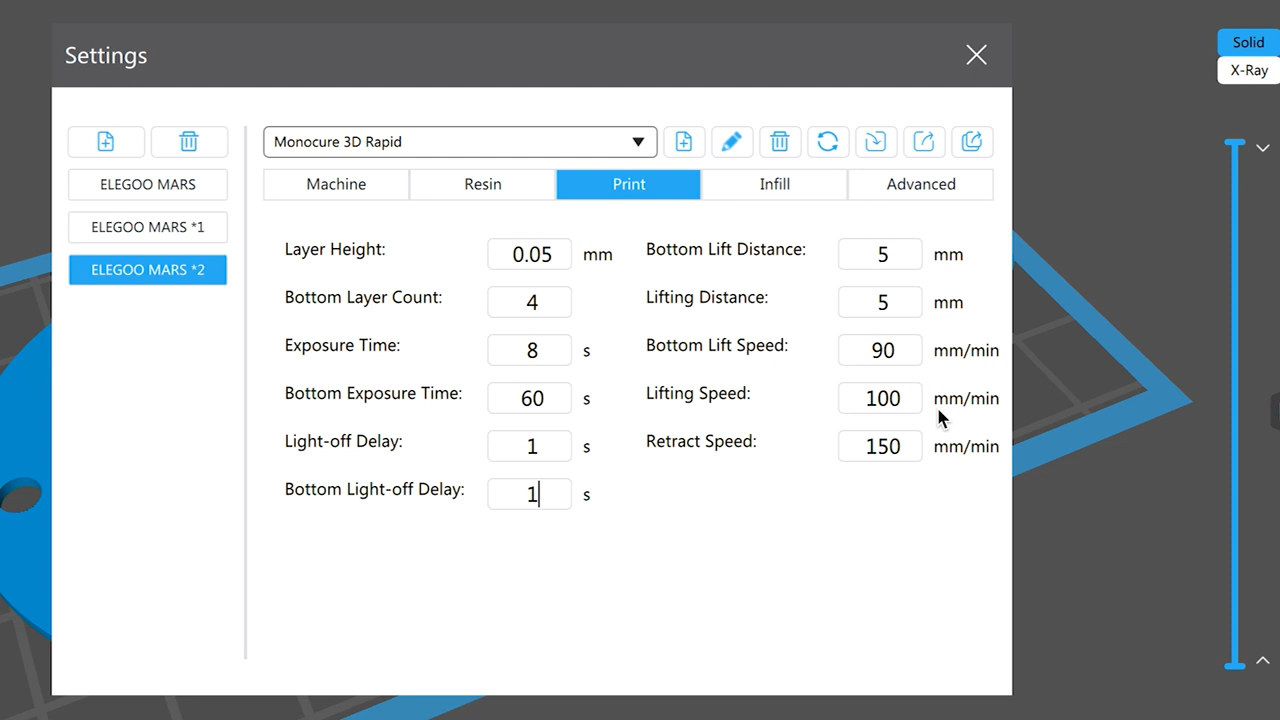 Settings
Solid
X-Ray
Monocure 3D Rapid
ELEGOO MARS
ELEGOO MARS *1
ELEGOO MARS *2
Machine Resin Print Infill Advanced
Layer Height: 0.05 mm
Bottom Layer Count: 4
Exposure Time: 8 s
Bottom Exposure Time: 60 s
Light-off Delay: 1 s
Bottom Light-off Delay: 1 s
Bottom Lift Distance: 5 mm
Lifting Distance: 5 mm
Bottom Lift Speed: 90 mm/min
Lifting Speed: 100 mm/min
Retract Speed: 150 mm/min